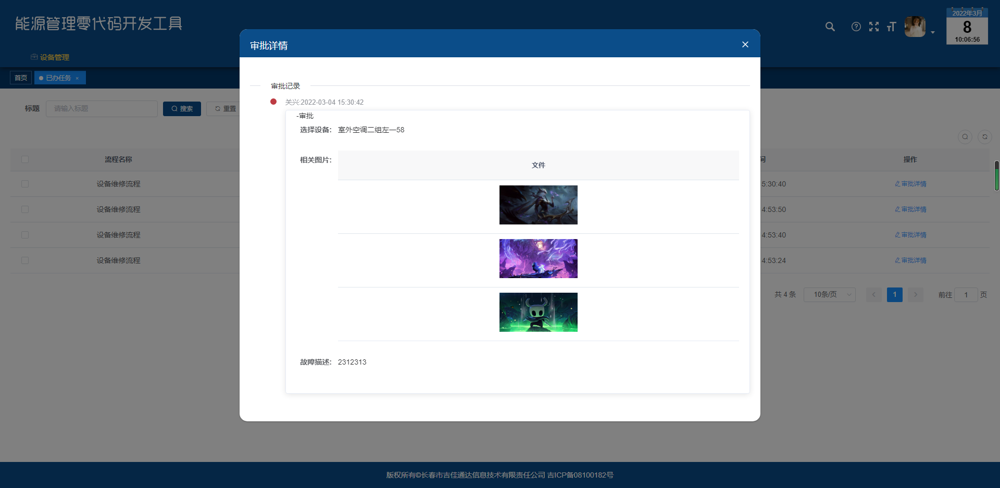 能源管理零代码开发工具
2022年3月
8
10:06:56
设备管理
首页
已办任务
审批详情
标题
请输入标题
搜索
重置
审批记录
关兴:2022-03-04 15:30:42
-审批
选择设备: 室外空调二组左一58
相关图片:
文件
故障描述: 2312313
流程名称
间
操作
设备维修流程
5:30:40
审批详情
设备维修流程
4:53:50
审批详情
设备维修流程
4:53:40
审批详情
设备维修流程
4:53:24
审批详情
共 4 条
10条/页
1
前往 1 页
版权所有©长春市吉佳通达信息技术有限责任公司 吉ICP备08100182号